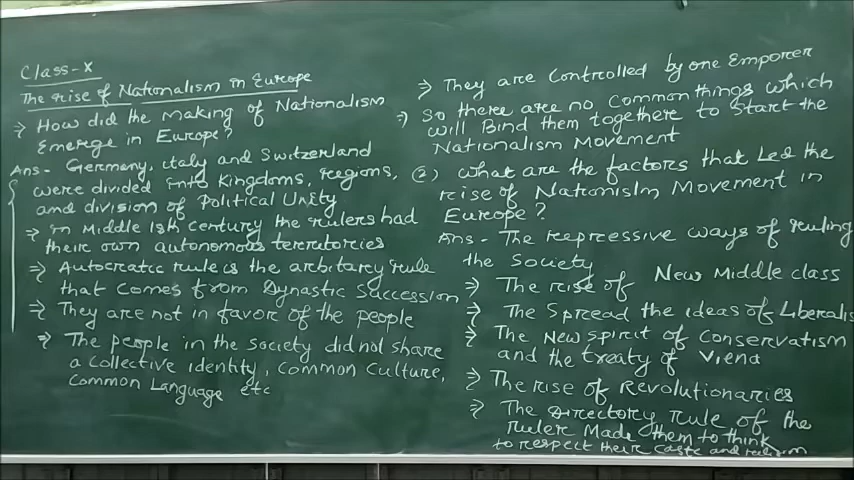 Class-X
The rise of Nationalism in Europe
⇒ How did the making of Nationalism
Emerge in Europe?
Ans- Germany, italy and Switzerland
were divided into Kingdoms, regions,
and division of Political Unity
⇒ In Middle 18th century the rulers had
their own autonomous territories
⇒ Autocratic rule is the arbitary rule
that comes from Dynastic Succession
⇒ They are not in favor of the people
⇒ The people in the society did not share
a collective identity, common culture,
Common Language etc
⇒ They are controlled by one Emporer
⇒ So there are no common things which
will Bind them togethere to start the
Nationalism Movement
(2) What are the factors that Led the
rise of Nationislm Movement in
Europe?
Ans- The repressive ways of ruling
the Society
⇒ The rise of New Middle class
⇒ The Spread the ideas of Liberalis
⇒ The New spirit of Conservatism
and the treaty of Viena
⇒ The rise of Revolutionaries
⇒ The Directory rule of the
ruler Made them to think
to respect their caste and